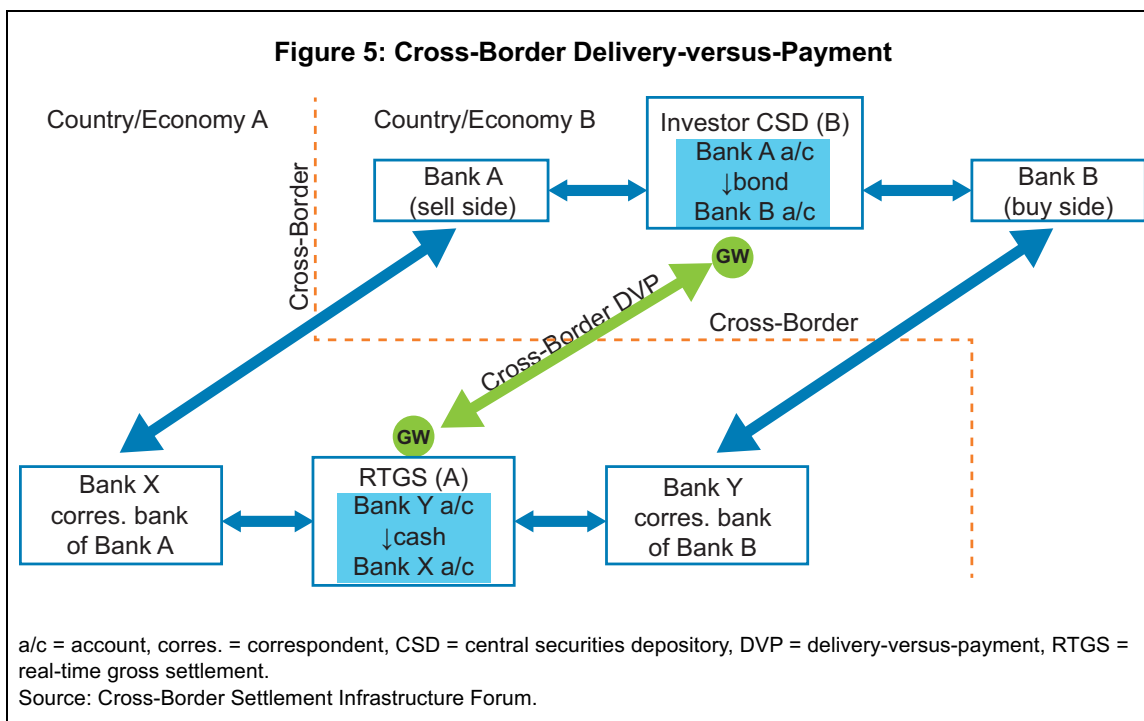 Figure 5: Cross-Border Delivery-versus-Payment
Country/Economy A
Country/Economy B
Cross-Border
Bank A
(sell side)
Investor CSD (B)
Bank A a/c
↓bond
Bank B a/c
Bank B
(buy side)
GW
Cross-Border DVP
Cross-Border
GW
Bank X
corres. bank
of Bank A
RTGS (A)
Bank Y a/c
↓cash
Bank X a/c
Bank Y
corres. bank
of Bank B
a/c = account, corres. = correspondent, CSD = central securities depository, DVP = delivery-versus-payment, RTGS =
real-time gross settlement.
Source: Cross-Border Settlement Infrastructure Forum.